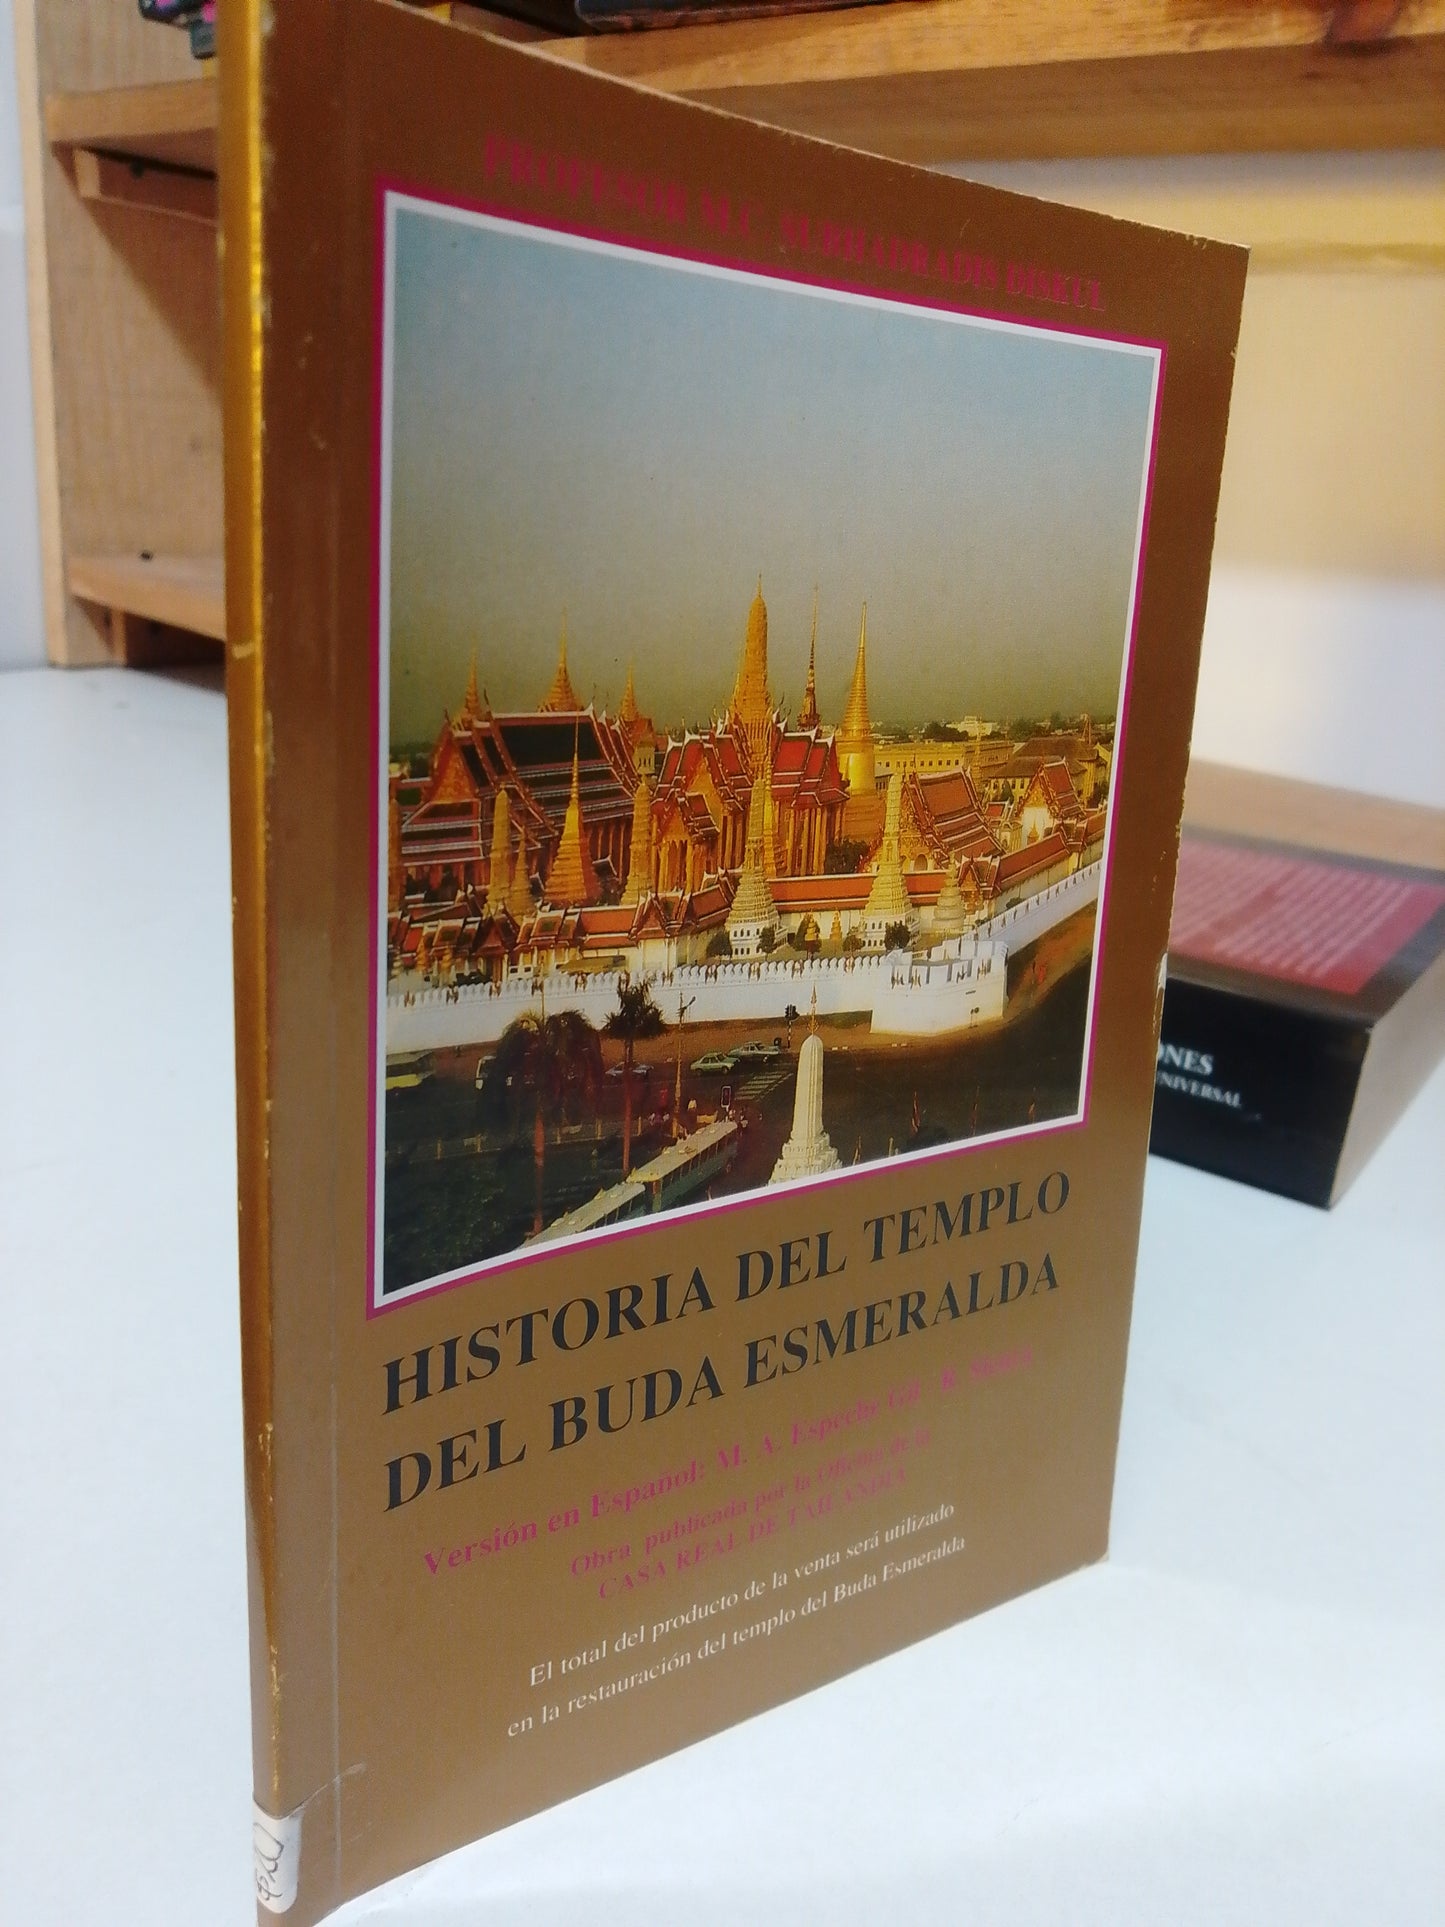 PROFESOR M.C. SUBHADRADIS DISKUL
HISTORIA DEL TEMPLO
DEL BUDA ESMERALDA
Versión en Español: M. A. Espeche Gil - R.
Obra publicada por la Oficina de la
CASA REAL DE TAILANDIA
El total del producto de la venta será utilizado
en la restauración del templo del Buda Esmeralda
ONES
NIVERSAL